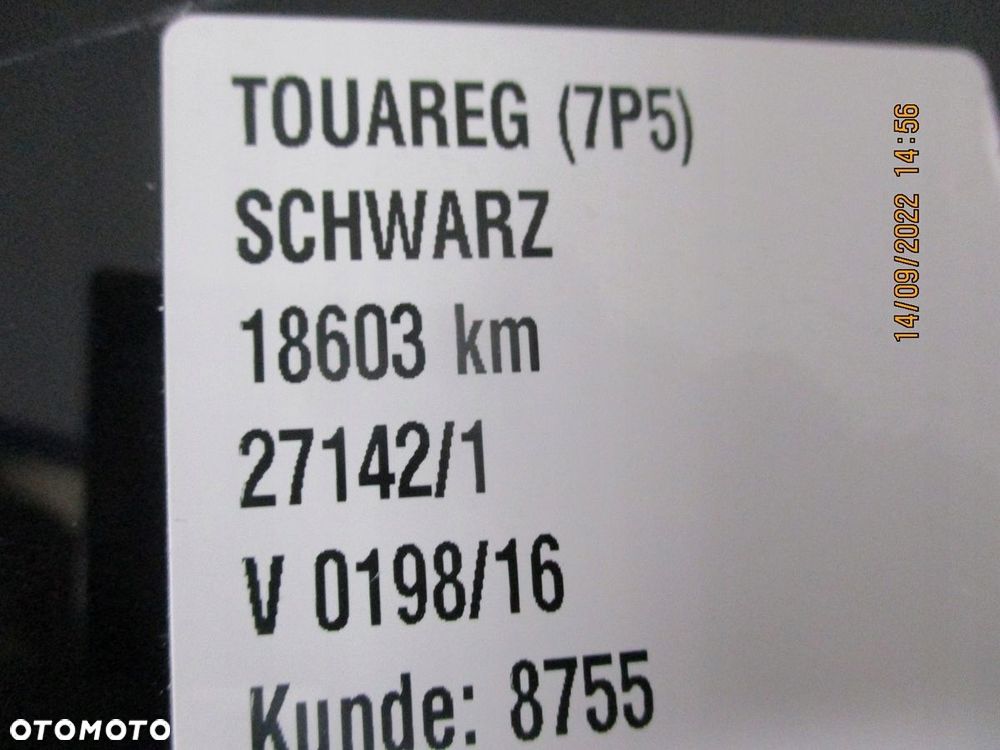 TOUAREG (7P5)
SCHWARZ
18603 km
27142/1
V 0198/16
Kunde: 8755
14/09/2022 14:56
OTOMOTO